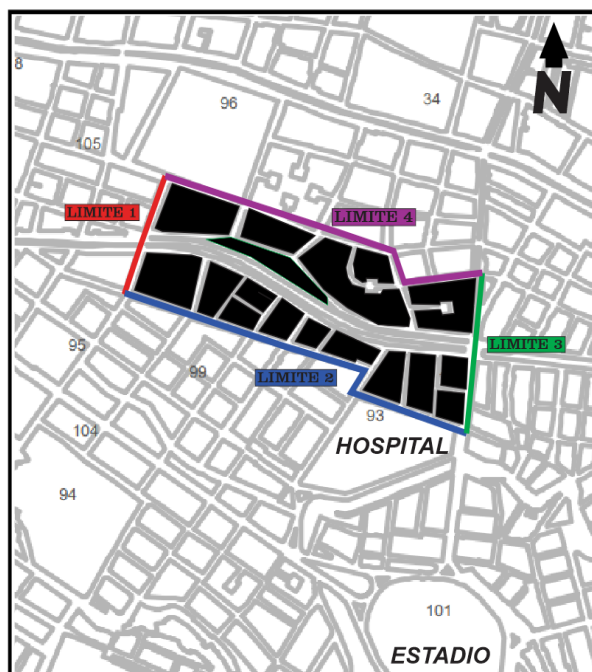 N
8
96
34
105
LIMITE 1
LIMITE 4
LIMITE 3
95
99
LIMITE 2
93
104
HOSPITAL
94
101
ESTADIO